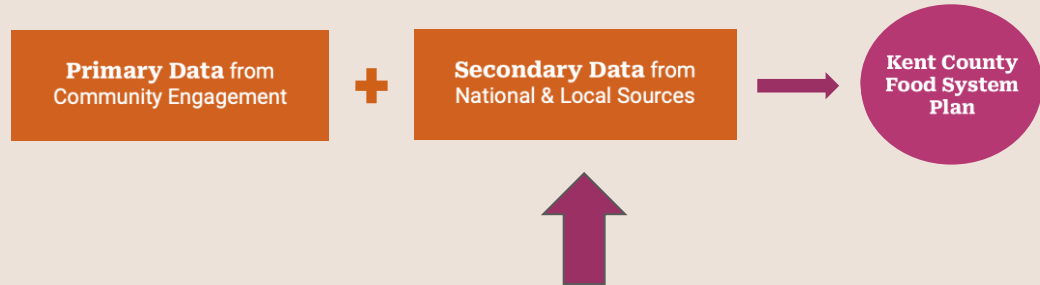 Primary Data from
Community Engagement
Secondary Data from
National & Local Sources
Kent County
Food System
Plan